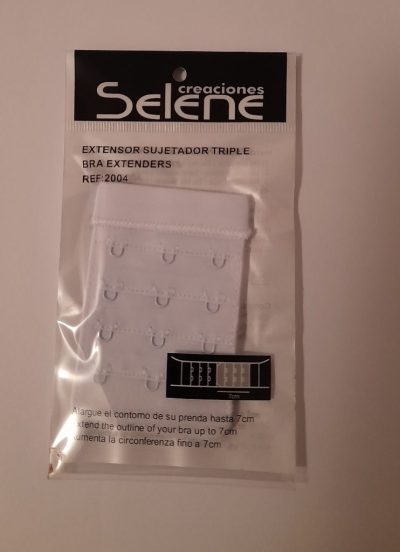 creaciones
Selene
EXTENSOR SUJETADOR TRIPLE
BRA EXTENDERS
REF:2004
7cm
Alargue el contorno de su prenda hasta 7cm
Extend the outline of your bra up to 7cm
Aumenta la circonferenza fino a 7cm